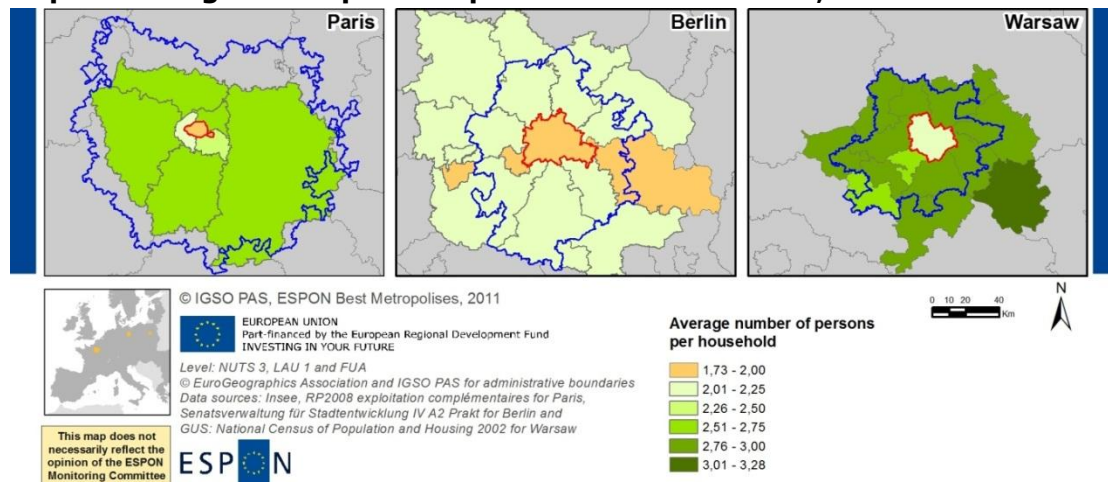 Paris
Berlin
Warsaw
© IGSO PAS, ESPON Best Metropolises, 2011
EUROPEAN UNION
Part-financed by the European Regional Development Fund
INVESTING IN YOUR FUTURE
Level: NUTS 3, LAU 1 and FUA
© EuroGeographics Association and IGSO PAS for administrative boundaries
Data sources: Insee, RP2008 exploitation complémentaires for Paris,
Senatsverwaltung für Stadtentwicklung IV A2 Prakt for Berlin and
GUS: National Census of Population and Housing 2002 for Warsaw
This map does not
necessarily reflect the
opinion of the ESPON
Monitoring Committee
ESPON
Average number of persons
per household
1,73 - 2,00
2,01 - 2,25
2,26 - 2,50
2,51 - 2,75
2,76 - 3,00
3,01 - 3,28
0 10 20 40
Km
N